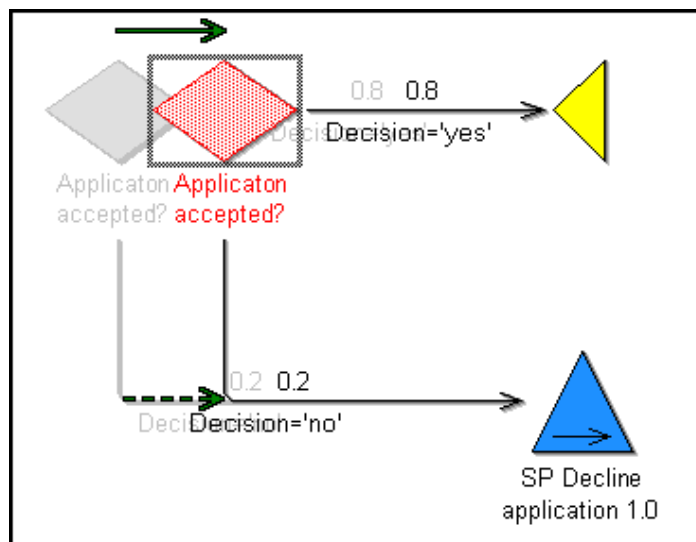 0.8 0.8
Decision='yes'
Applicaton Applicaton
accepted? accepted?
0.2 0.2
Decision='no'
SP Decline
application 1.0